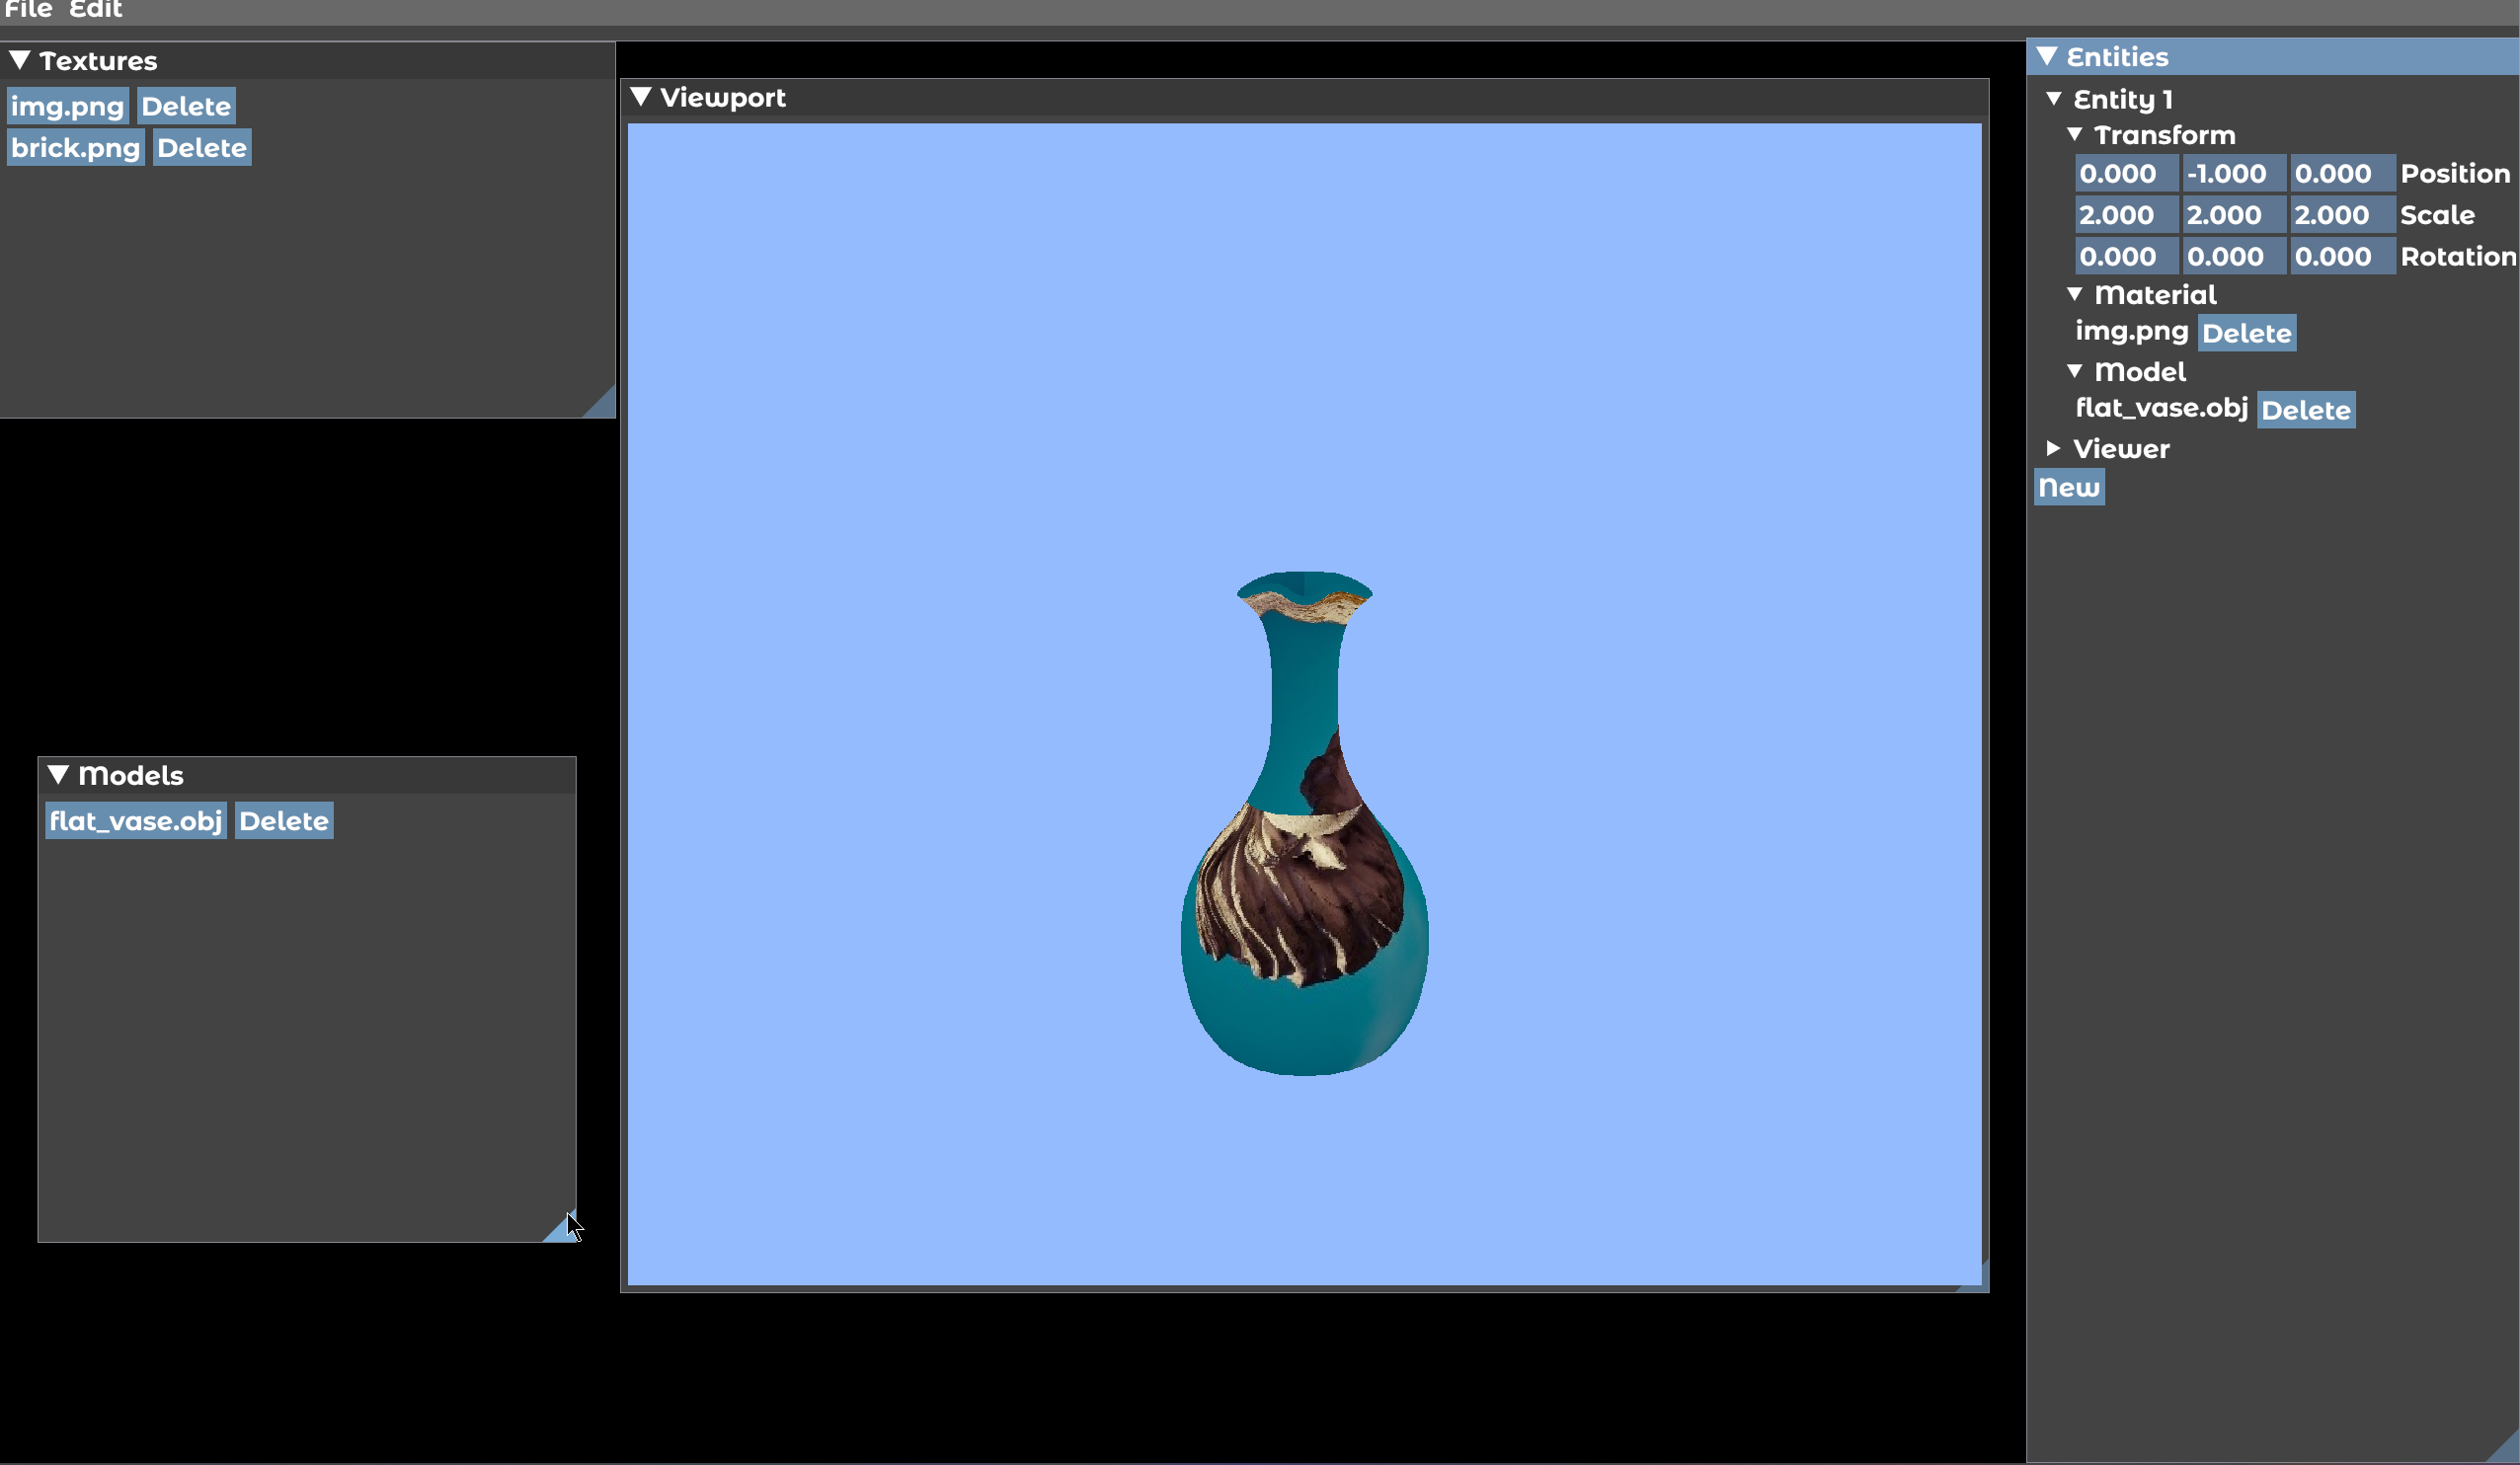 File Edit
Textures
img.png Delete
brick.png Delete
Viewport
Models
flat_vase.obj Delete
Entities
Entity 1
Transform
0.000 -1.000 0.000 Position
2.000 2.000 2.000 Scale
0.000 0.000 0.000 Rotation
Material
img.png Delete
Model
flat_vase.obj Delete
Viewer
New